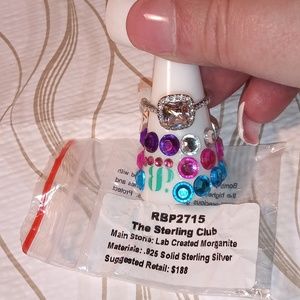 RBP2715
The Sterling Club
Main Stone: Lab Created Morganite
Materials: .925 Solid Sterling Silver
Suggested Retail: $188